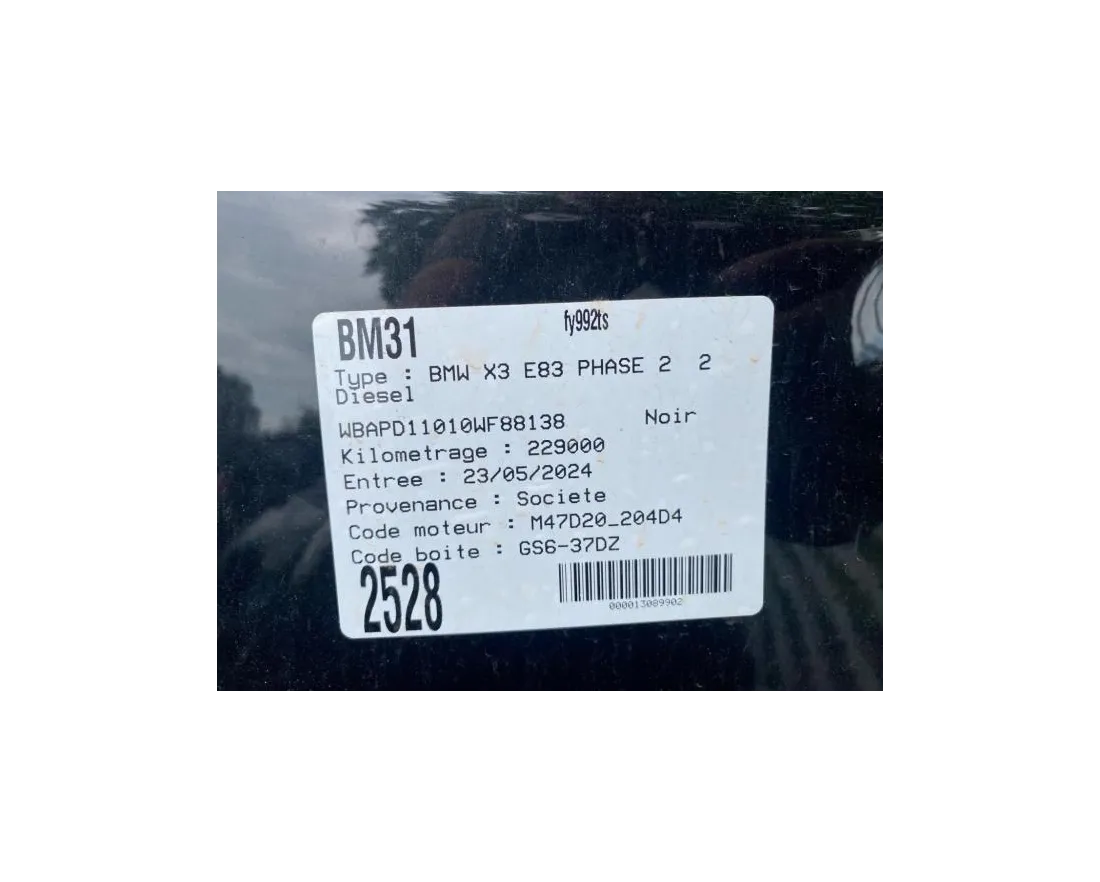 BM31 fy992ts
Type : BMW X3 E83 PHASE 2 2
Diesel
WBAPD11010WF88138 Noir
Kilometrage : 229000
Entree : 23/05/2024
Provenance : Societe
Code moteur : M47D20_204D4
Code boite : GS6-37DZ
2528
000013089902